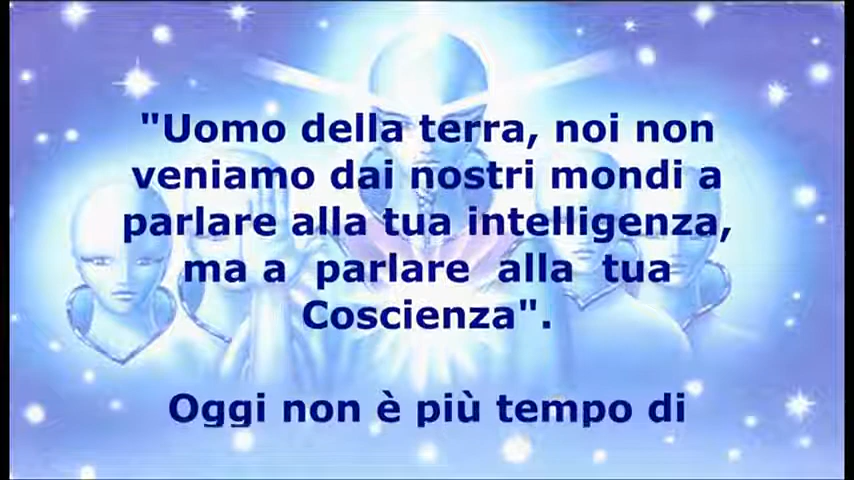 "Uomo della terra, noi non
veniamo dai nostri mondi a
parlare alla tua intelligenza,
ma a parlare alla tua
Coscienza".
Oggi non è più tempo di